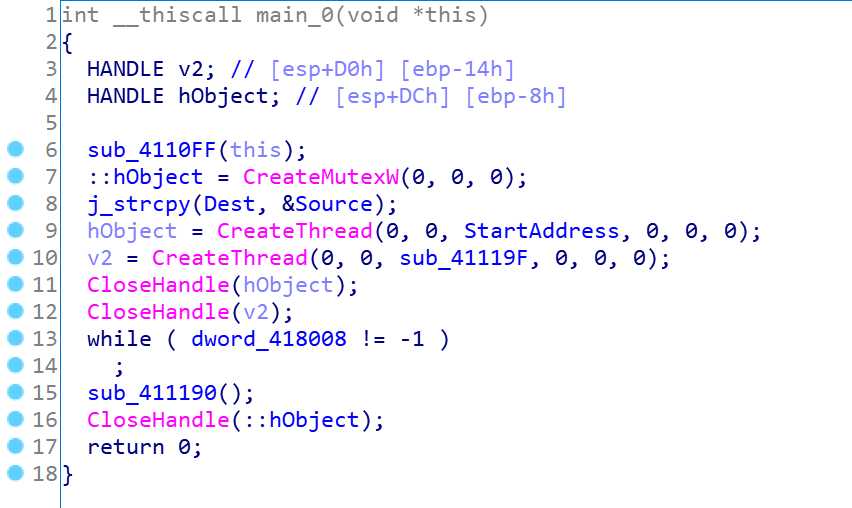 1 int __thiscall main_0(void *this)
2 {
3 HANDLE v2; // [esp+D0h] [ebp-14h]
4 HANDLE hObject; // [esp+DCh] [ebp-8h]
5
6 sub_4110FF(this);
7 ::hObject = CreateMutexW(0, 0, 0);
8 j_strcpy(Dest, &Source);
9 hObject = CreateThread(0, 0, StartAddress, 0, 0, 0);
10 v2 = CreateThread(0, 0, sub_41119F, 0, 0, 0);
11 CloseHandle(hObject);
12 CloseHandle(v2);
13 while ( dword_418008 != -1 )
14 ;
15 sub_411190();
16 CloseHandle(::hObject);
17 return 0;
18 }